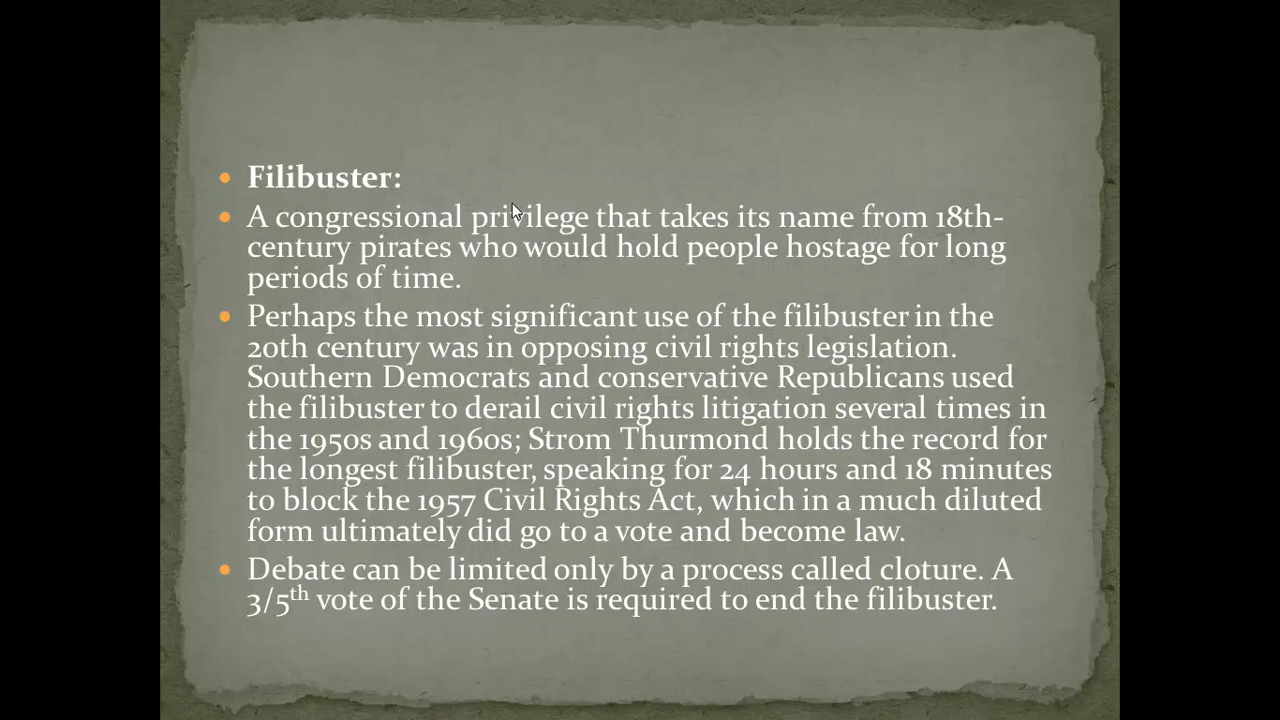 Filibuster:
A congressional privilege that takes its name from 18th-
century pirates who would hold people hostage for long
periods of time.
Perhaps the most significant use of the filibuster in the
20th century was in opposing civil rights legislation.
Southern Democrats and conservative Republicans used
the filibuster to derail civil rights litigation several times in
the 1950s and 1960s; Strom Thurmond holds the record for
the longest filibuster, speaking for 24 hours and 18 minutes
to block the 1957 Civil Rights Act, which in a much diluted
form ultimately did go to a vote and become law.
Debate can be limited only by a process called cloture. A
3/5th vote of the Senate is required to end the filibuster.